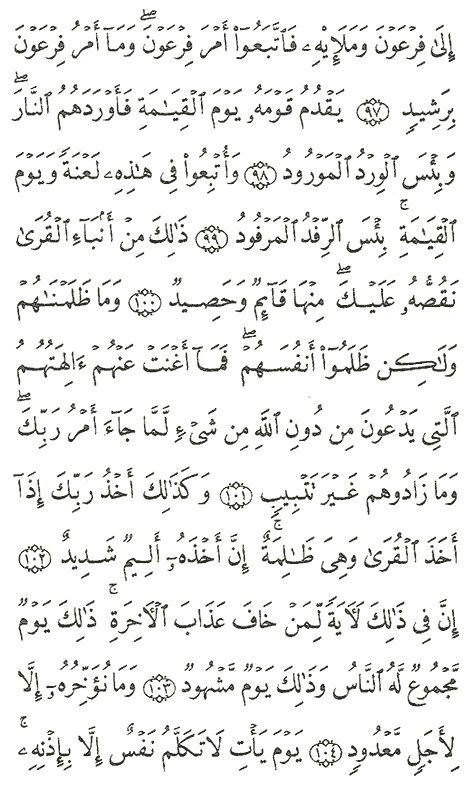 إِلَىٰ فِرْعَوْنَ وَمَلَإِيْهِۦ فَٱتَّبَعُوٓا۟ أَمْرَ فِرْعَوْنَ ۖ وَمَآ أَمْرُ فِرْعَوْنَ
بِرَشِيدٍ ﴿٩٧﴾ يَقْدُمُ قَوْمَهُۥ يَوْمَ ٱلْقِيَـٰمَةِ فَأَوْرَدَهُمُ ٱلنَّارَ ۖ
وَبِئْسَ ٱلْوِرْدُ ٱلْمَوْرُودُ ﴿٩٨﴾ وَأُتْبِعُوا۟ فِى هَـٰذِهِۦ لَعْنَةً وَيَوْمَ
ٱلْقِيَـٰمَةِ ۚ بِئْسَ ٱلرِّفْدُ ٱلْمَرْفُودُ ﴿٩٩﴾ ذَٰلِكَ مِنْ أَنۢبَآءِ ٱلْقُرَىٰ
نَقُصُّهُۥ عَلَيْكَ ۖ مِنْهَا قَآئِمٌ وَحَصِيدٌ ﴿١٠٠﴾ وَمَا ظَلَمْنَـٰهُمْ
وَلَـٰكِن ظَلَمُوٓا۟ أَنفُسَهُمْ ۖ فَمَآ أَغْنَتْ عَنْهُمْ ءَالِهَتُهُمُ
ٱلَّتِى يَدْعُونَ مِن دُونِ ٱللَّهِ مِن شَىْءٍ لَّمَّا جَآءَ أَمْرُ رَبِّكَ ۖ
وَمَا زَادُوهُمْ غَيْرَ تَتْبِيبٍ ﴿١٠١﴾ وَكَذَٰلِكَ أَخْذُ رَبِّكَ إِذَآ
أَخَذَ ٱلْقُرَىٰ وَهِىَ ظَـٰلِمَةٌ ۚ إِنَّ أَخْذَهُۥٓ أَلِيمٌ شَدِيدٌ ﴿١٠٢﴾
إِنَّ فِى ذَٰلِكَ لَـَٔايَةً لِّمَنْ خَافَ عَذَابَ ٱلْـَٔاخِرَةِ ۚ ذَٰلِكَ يَوْمٌ
مَّجْمُوعٌ لَّهُ ٱلنَّاسُ وَذَٰلِكَ يَوْمٌ مَّشْهُودٌ ﴿١٠٣﴾ وَمَا نُؤَخِّرُهُۥٓ إِلَّا
لِأَجَلٍ مَّعْدُودٍ ﴿١٠٤﴾ يَوْمَ يَأْتِ لَا تَكَلَّمُ نَفْسٌ إِلَّا بِإِذْنِهِۦ ۚ